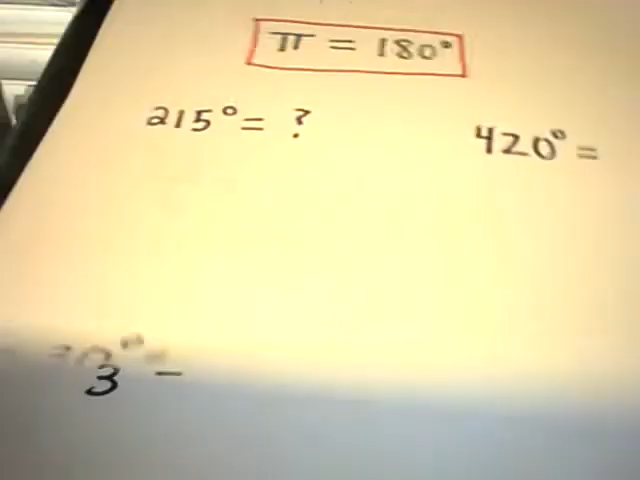 π = 180°
215° = ?
420° =
3 -